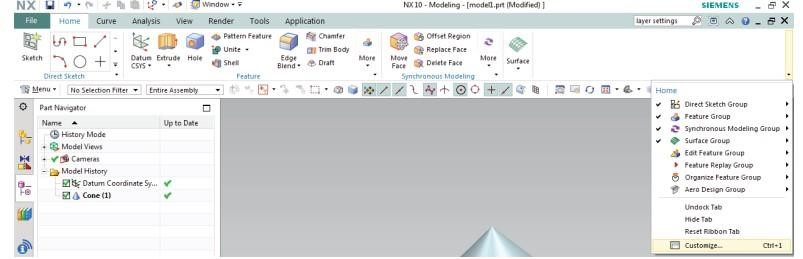 NX Window NX 10 - Modeling - [model1.prt (Modified) ] SIEMENS
File Home Curve Analysis View Render Tools Application layer settings
Pattern Feature Chamfer Offset Region
Unite Trim Body Replace Face
Sketch Datum CSYS Extrude Hole Shell Edge Blend Draft More Move Face Delete Face More Surface
Direct Sketch Feature Synchronous Modeling
Menu No Selection Filter Entire Assembly
Part Navigator
Name Up to Date
History Mode
Model Views
Cameras
Model History
Datum Coordinate Sy...
Cone (1)
Home
Direct Sketch Group
Feature Group
Synchronous Modeling Group
Surface Group
Edit Feature Group
Feature Replay Group
Organize Feature Group
Aero Design Group
Undock Tab
Hide Tab
Reset Ribbon Tab
Customize... Ctrl+1